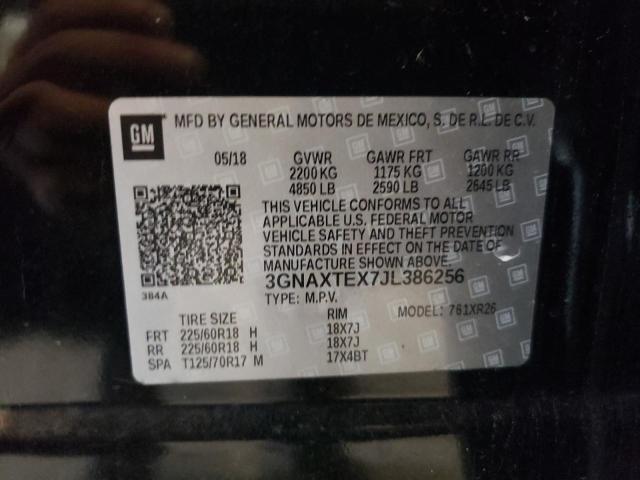 GM
MFD BY GENERAL MOTORS DE MEXICO, S. DE R.L. DE C.V.
05/18 GVWR GAWR FRT GAWR RR
2200 KG 1175 KG 1200 KG
4850 LB 2590 LB 2645 LB
THIS VEHICLE CONFORMS TO ALL
APPLICABLE U.S. FEDERAL MOTOR
VEHICLE SAFETY AND THEFT PREVENTION
STANDARDS IN EFFECT ON THE DATE OF
MANUFACTURE SHOWN ABOVE.
3GNAXTEX7JL386256
384A
TYPE: M.P.V. MODEL: 761XR26
TIRE SIZE RIM
FRT 225/60R18 H 18X7J
RR 225/60R18 H 18X7J
SPA T125/70R17 M 17X4BT